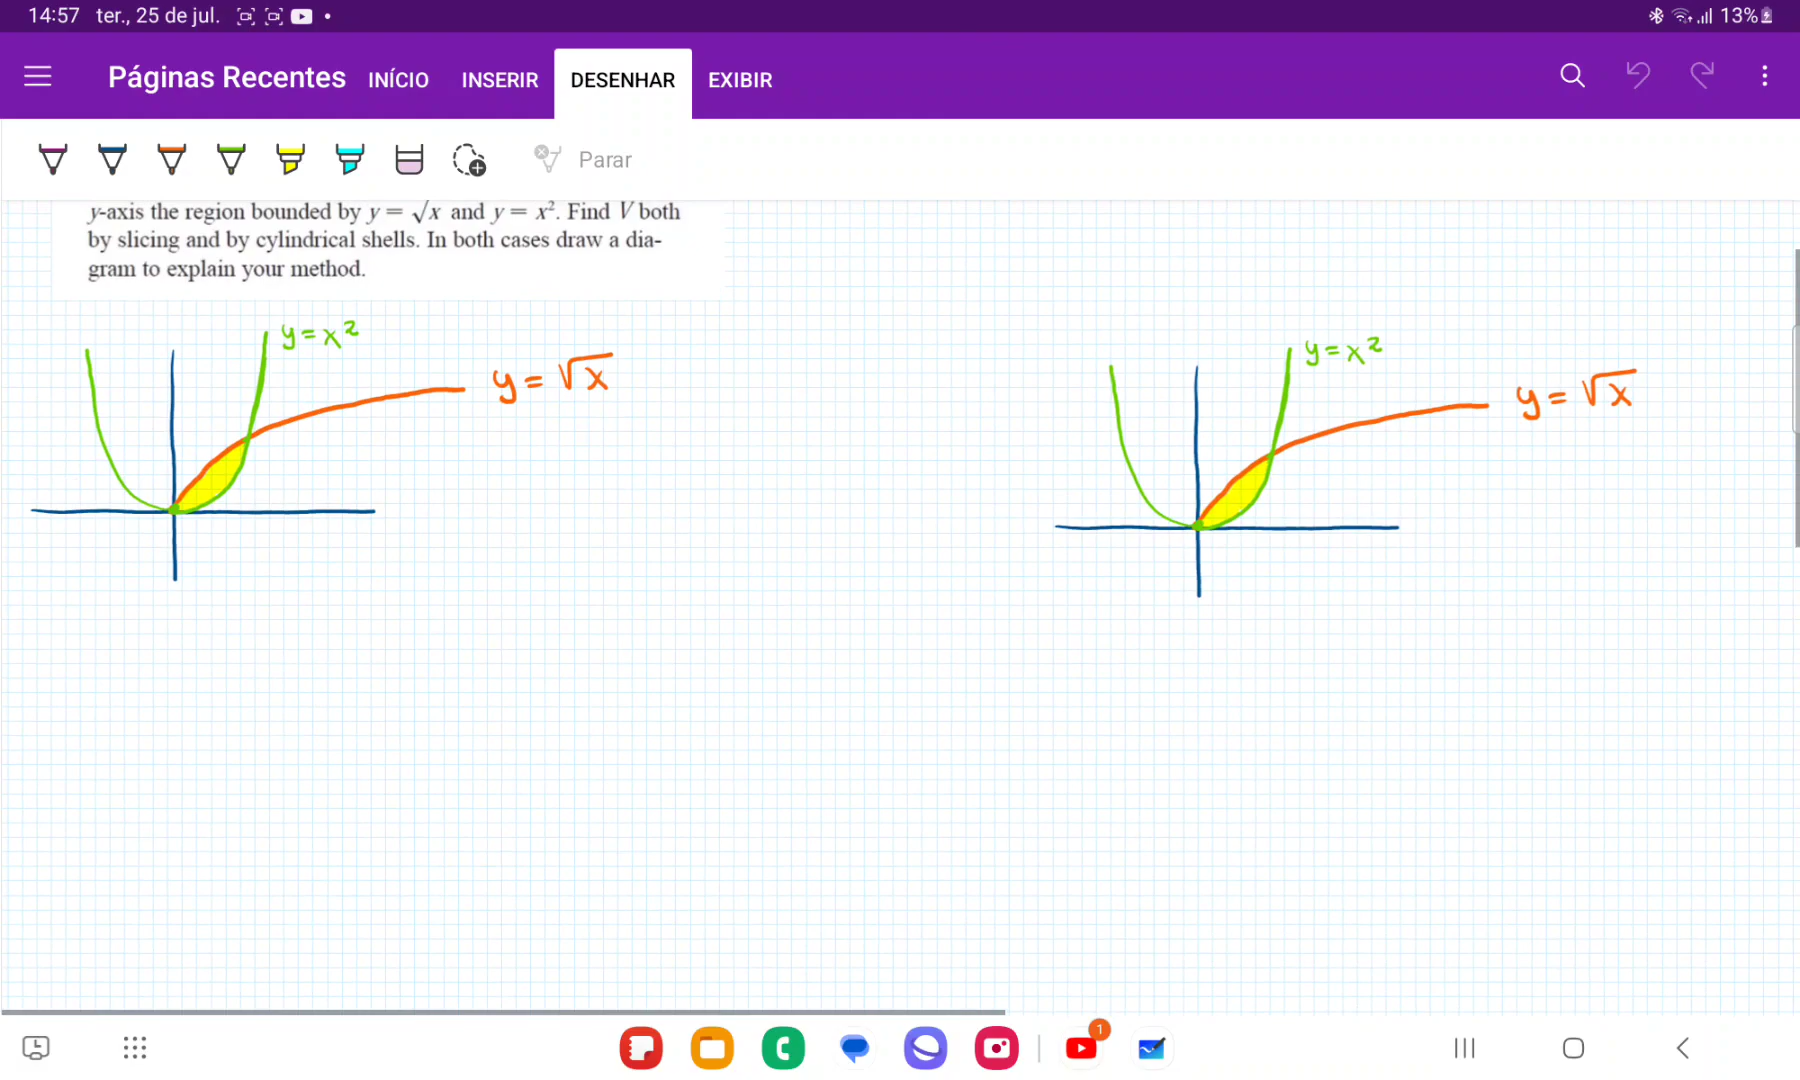 14:57 ter., 25 de jul.
13%
Páginas Recentes INÍCIO INSERIR DESENHAR EXIBIR
Parar
y-axis the region bounded by y = √x and y = x². Find V both
by slicing and by cylindrical shells. In both cases draw a dia-
gram to explain your method.
y = x²
y = √x
y = x²
y = √x
1